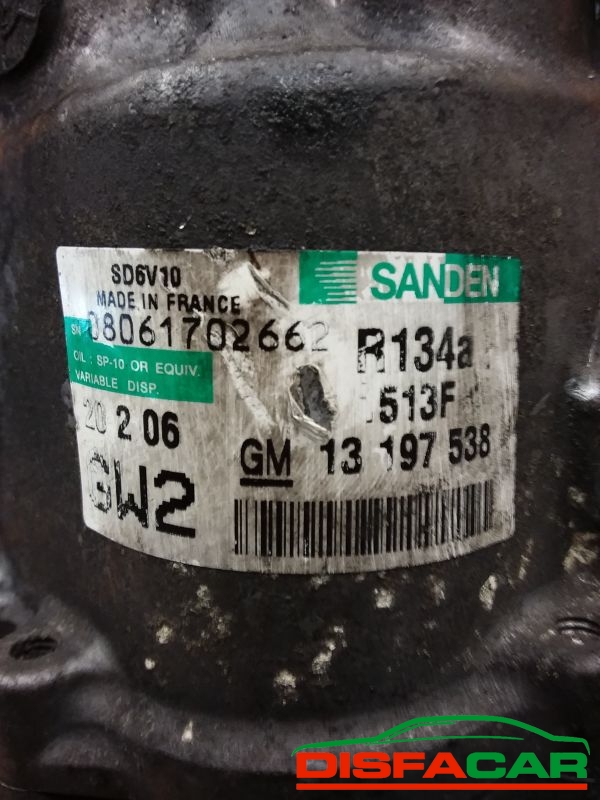 SD6V10
MADE IN FRANCE
SANDEN
SN 08061702662
R134a
OIL : SP-10 OR EQUIV.
VARIABLE DISP.
513F
20 2 06
GM 13 197 538
GW2
DISFACAR